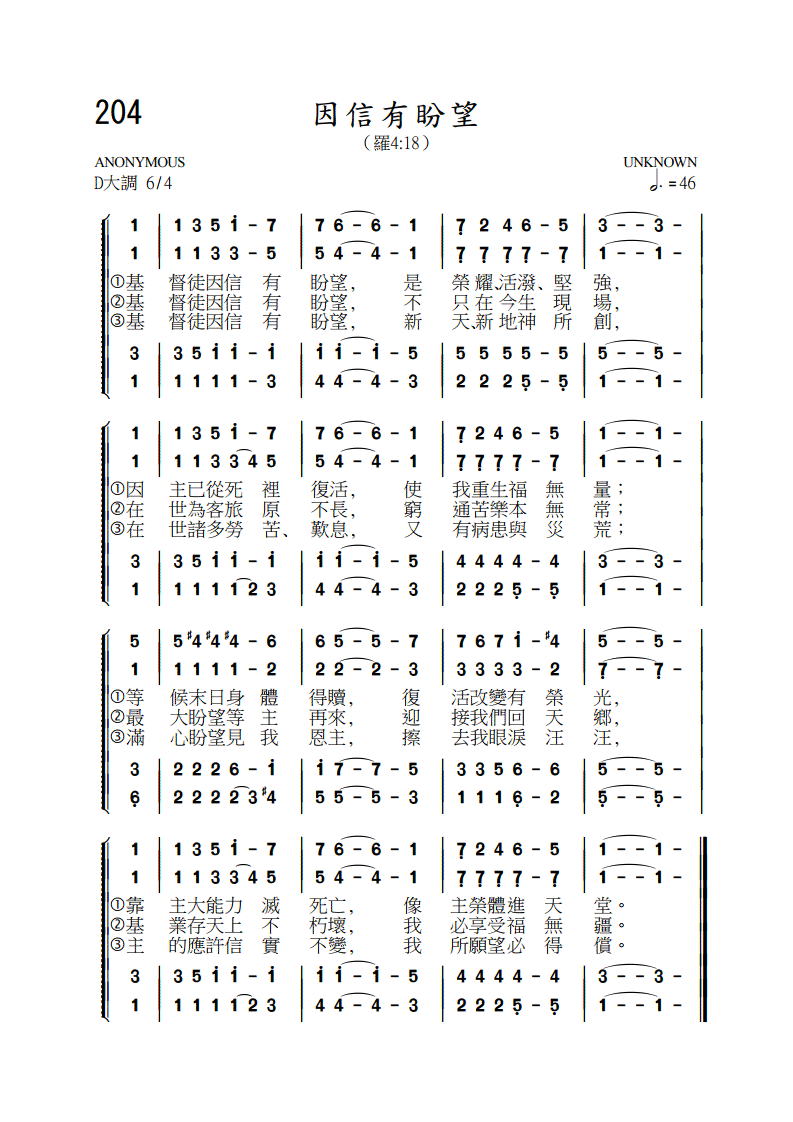 204
因信有盼望
（羅4:18）
ANONYMOUS UNKNOWN
D大調 6/4 𝅗𝅥. = 46
1 | 1 3 5 i - 7 | 7 6 - 6 - 1 | 7̣ 2 4 6 - 5 | 3 - - 3 - |
1 | 1 1 3 3 - 5 | 5 4 - 4 - 1 | 7̣ 7̣ 7̣ 7̣ - 7̣ | 1 - - 1 - |
①基 督徒因信 有 盼望， 是 榮耀、活潑、堅 強，
②基 督徒因信 有 盼望， 不 只在今生 現 場，
③基 督徒因信 有 盼望， 新 天、新地神 所 創，
3 | 3 5 i i - i | i i - i - 5 | 5 5 5 5 - 5 | 5 - - 5 - |
1 | 1 1 1 1 - 3 | 4 4 - 4 - 3 | 2 2 2 5̣ - 5̣ | 1 - - 1 - |
1 | 1 3 5 i - 7 | 7 6 - 6 - 1 | 7̣ 2 4 6 - 5 | 1 - - 1 - |
1 | 1 1 3 3 4 5 | 5 4 - 4 - 1 | 7̣ 7̣ 7̣ 7̣ - 7̣ | 1 - - 1 - |
①因 主已從死 裡 復活， 使 我重生福 無 量；
②在 世為客旅 原 不長， 窮 通苦樂本 無 常；
③在 世諸多勞 苦、 歎息， 又 有病患與 災 荒；
3 | 3 5 i i - i | i i - i - 5 | 4 4 4 4 - 4 | 3 - - 3 - |
1 | 1 1 1 1 2 3 | 4 4 - 4 - 3 | 2 2 2 5̣ - 5̣ | 1 - - 1 - |
5 | 5 #4 #4 #4 - 6 | 6 5 - 5 - 7 | 7 6 7 i - #4 | 5 - - 5 - |
1 | 1 1 1 1 - 2 | 2 2 - 2 - 3 | 3 3 3 3 - 2 | 7̣ - - 7̣ - |
①等 候末日身 體 得贖， 復 活改變有 榮 光，
②最 大盼望等 主 再來， 迎 接我們回 天 鄉，
③滿 心盼望見 我 恩主， 擦 去我眼淚 汪 汪，
3 | 2 2 2 6 - i | i 7 - 7 - 5 | 3 3 5 6 - 6 | 5 - - 5 - |
6̣ | 2 2 2 2 3 #4 | 5 5 - 5 - 3 | 1 1 1 6̣ - 2 | 5̣ - - 5̣ - |
1 | 1 3 5 i - 7 | 7 6 - 6 - 1 | 7̣ 2 4 6 - 5 | 1 - - 1 - ‖
1 | 1 1 3 3 4 5 | 5 4 - 4 - 1 | 7̣ 7̣ 7̣ 7̣ - 7̣ | 1 - - 1 - ‖
①靠 主大能力 滅 死亡， 像 主榮體進 天 堂。
②基 業存天上 不 朽壞， 我 必享受福 無 疆。
③主 的應許信 實 不變， 我 所願望必 得 償。
3 | 3 5 i i - i | i i - i - 5 | 4 4 4 4 - 4 | 3 - - 3 - ‖
1 | 1 1 1 1 2 3 | 4 4 - 4 - 3 | 2 2 2 5̣ - 5̣ | 1 - - 1 - ‖